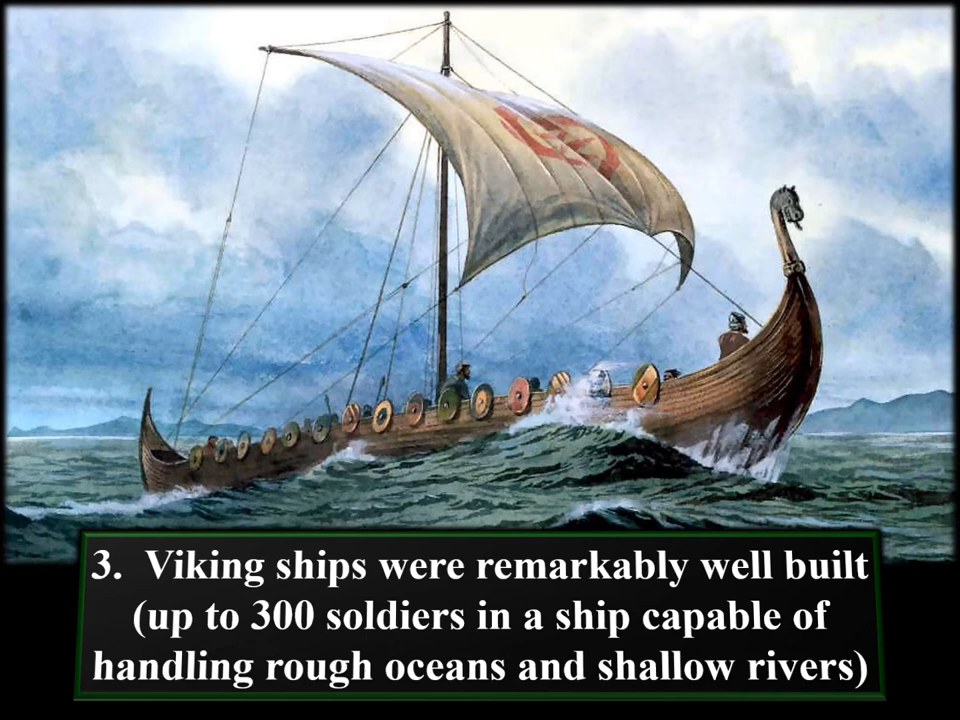 3. Viking ships were remarkably well built
(up to 300 soldiers in a ship capable of
handling rough oceans and shallow rivers)